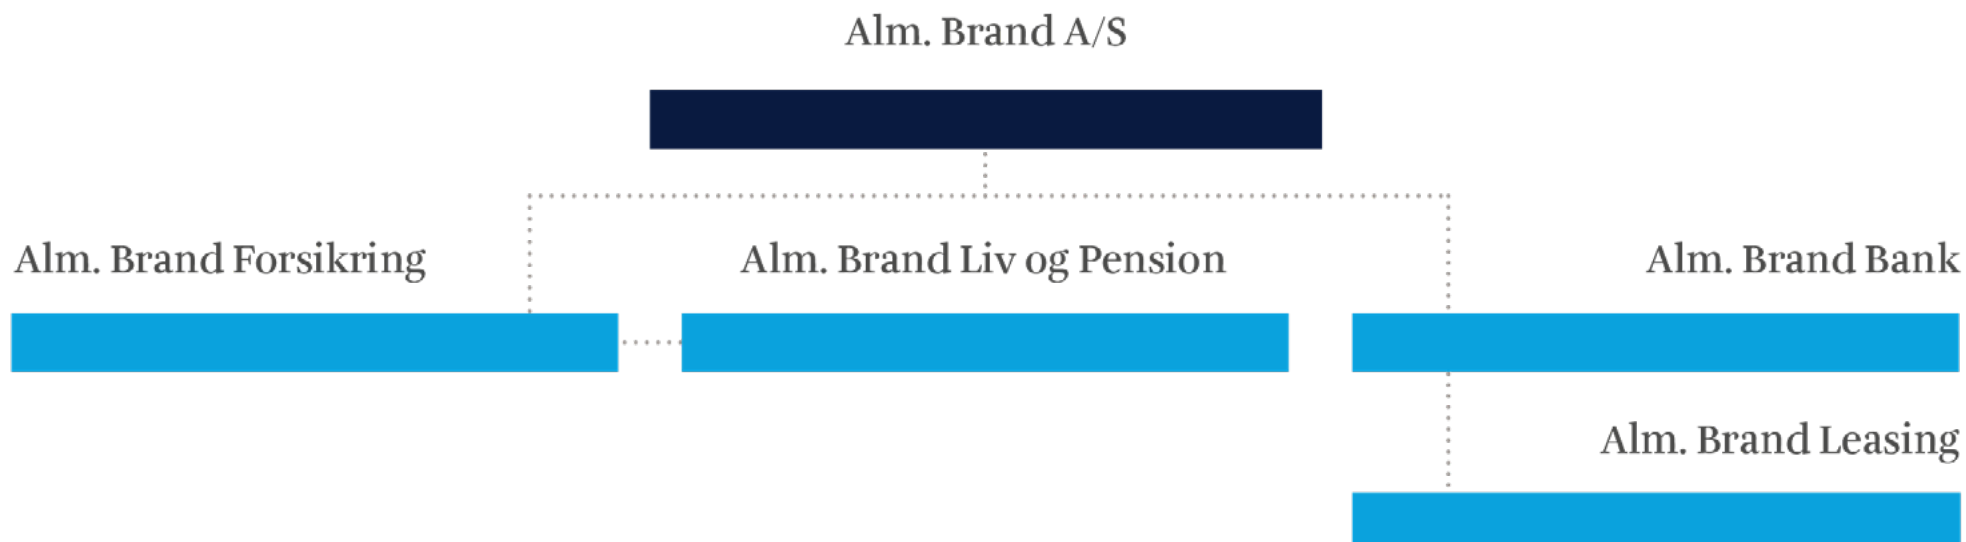 Alm. Brand A/S
Alm. Brand Forsikring
Alm. Brand Liv og Pension
Alm. Brand Bank
Alm. Brand Leasing